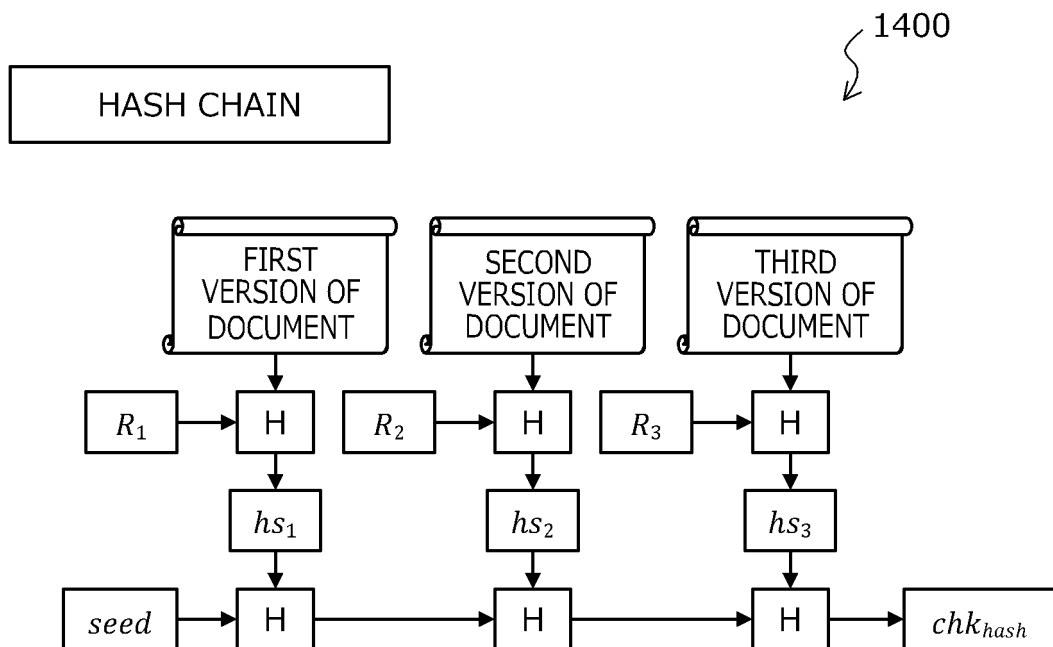 1400
HASH CHAIN
FIRST
VERSION OF
DOCUMENT
SECOND
VERSION OF
DOCUMENT
THIRD
VERSION OF
DOCUMENT
R₁
H
R₂
H
R₃
H
hs₁
hs₂
hs₃
seed
H
H
H
chk_hash